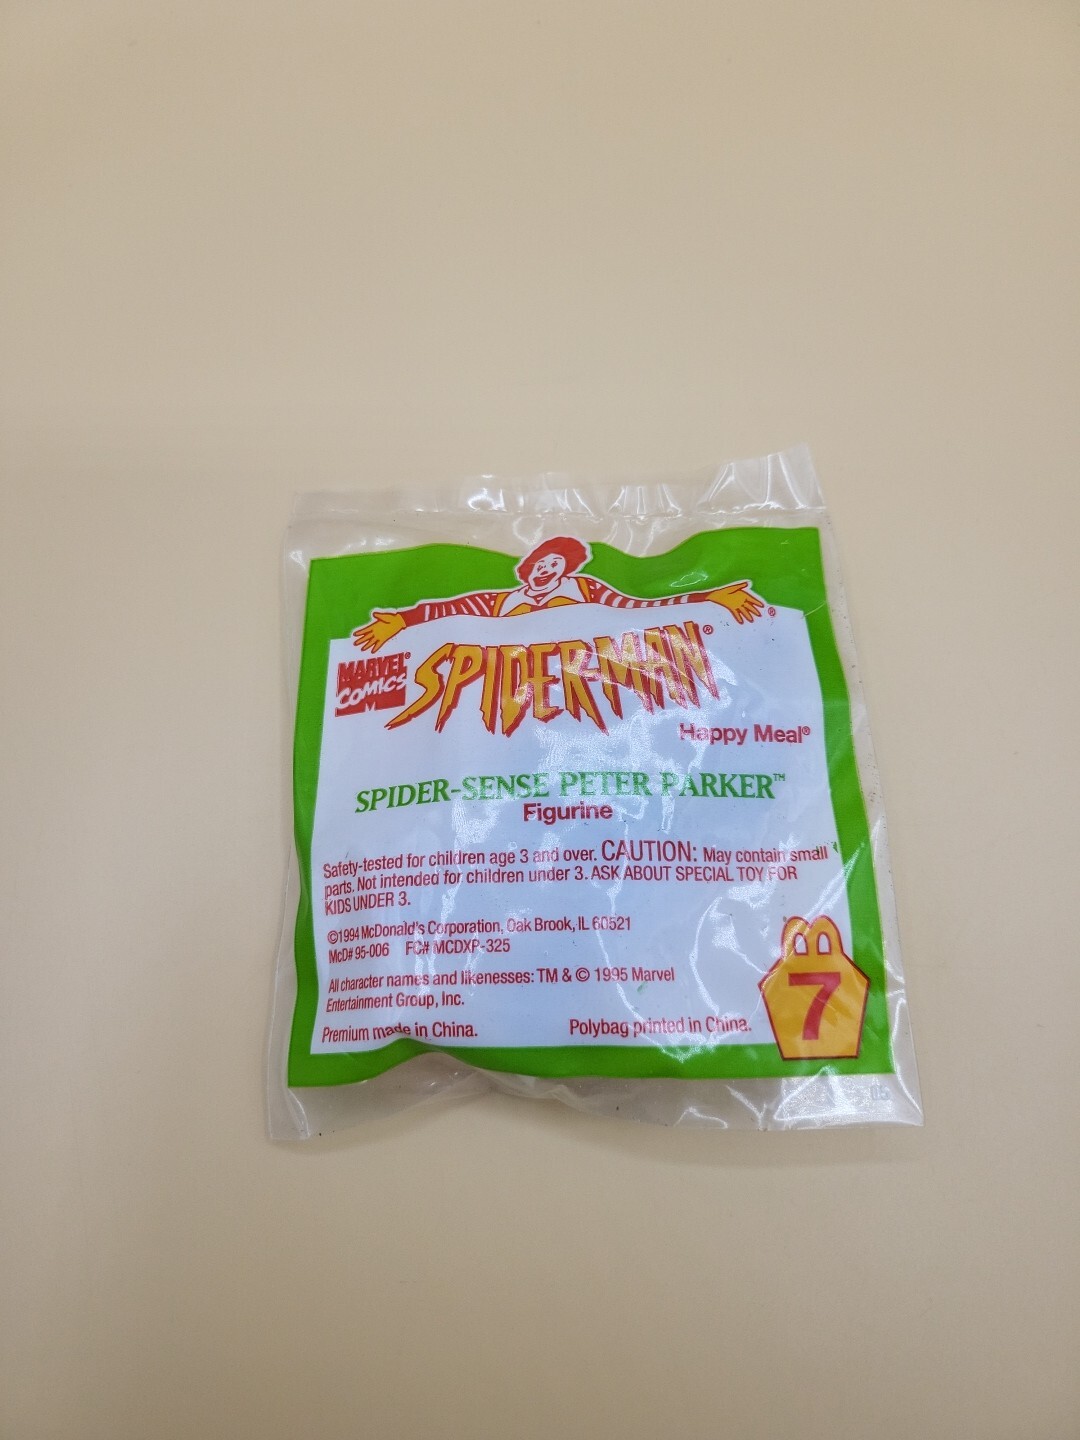 MARVEL®
COMICS
M
SPIDER-MAN®
®
Happy Meal®
SPIDER-SENSE PETER PARKER™
Figurine
Safety-tested for children age 3 and over. CAUTION: May contain small
parts. Not intended for children under 3. ASK ABOUT SPECIAL TOY FOR
KIDS UNDER 3.
©1994 McDonald's Corporation, Oak Brook, IL 60521
McD# 95-006 FC# MCDXP-325
All character names and likenesses: TM & © 1995 Marvel
Entertainment Group, Inc.
Premium made in China. Polybag printed in China.
7
05